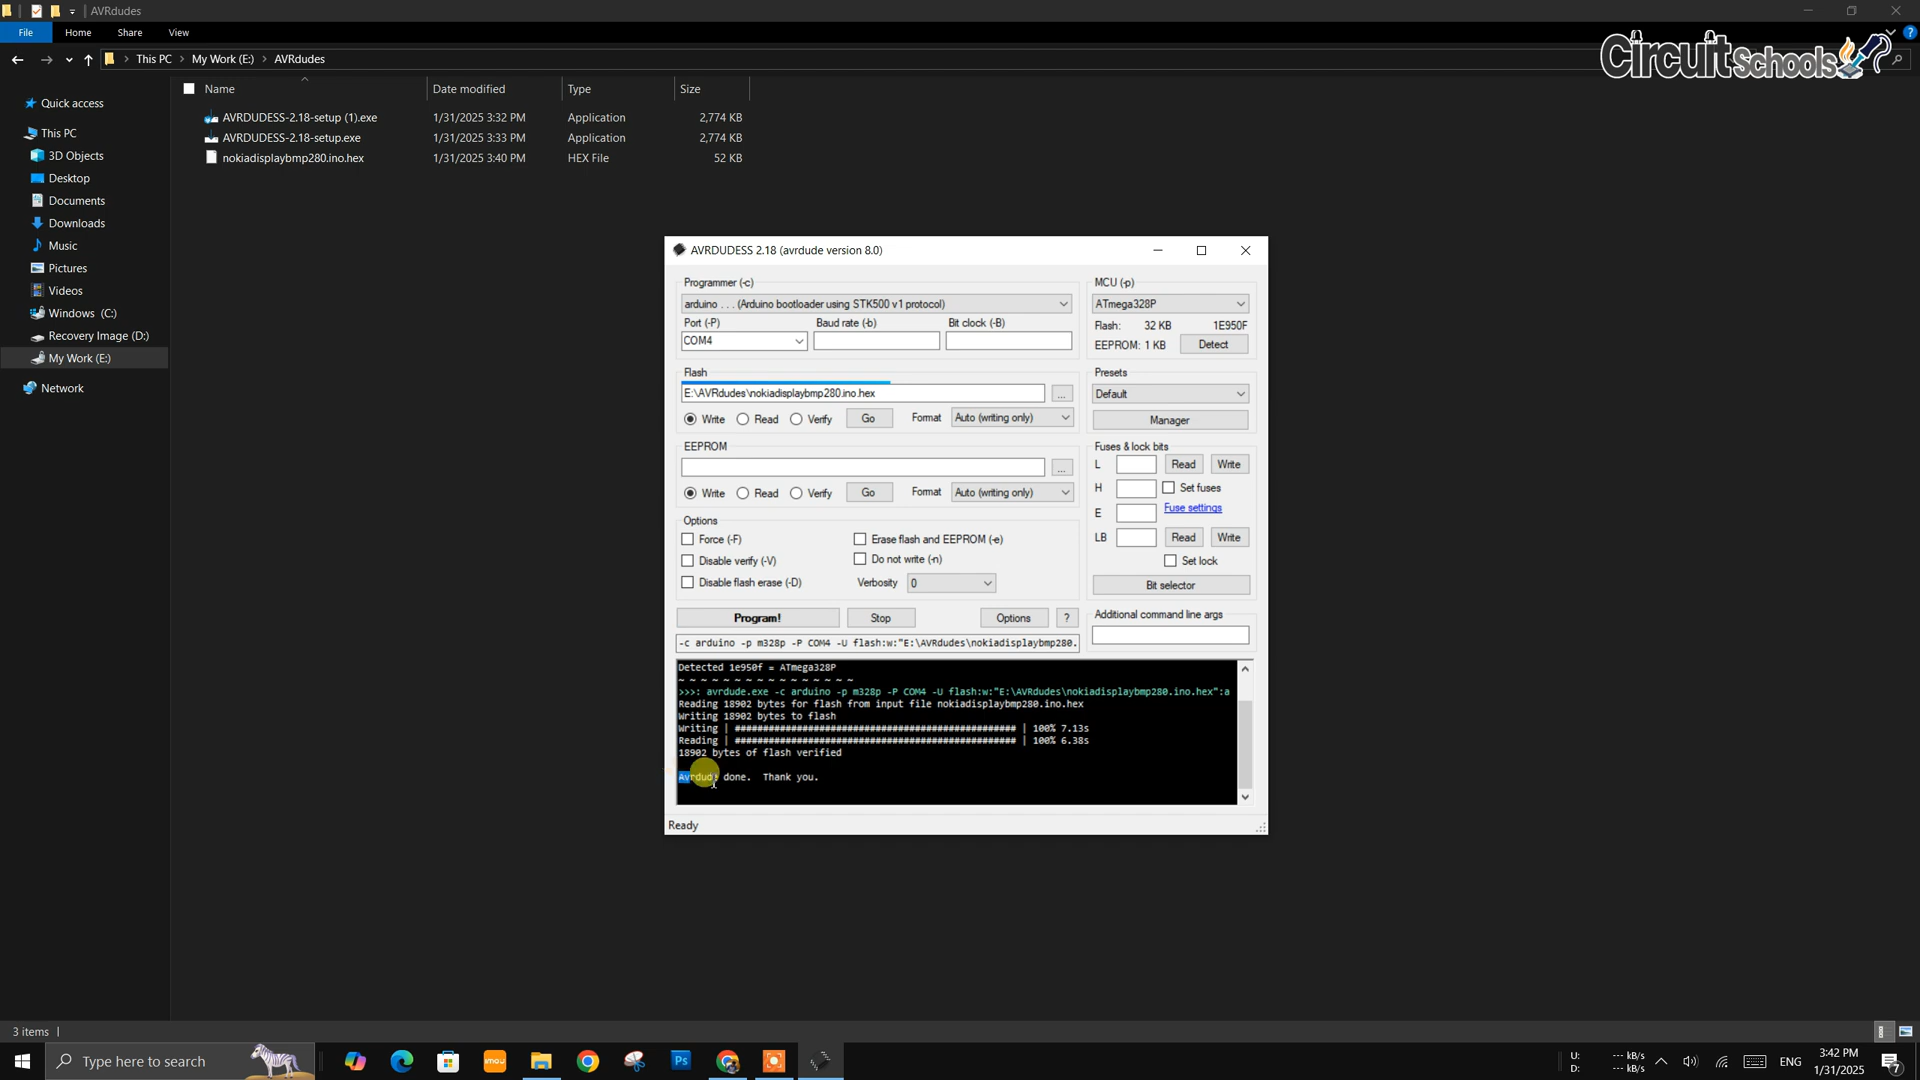 AVRdudes
File Home Share View
This PC My Work (E:) AVRdudes
CircuitSchools
Name Date modified Type Size
AVRDUDESS-2.18-setup (1).exe 1/31/2025 3:32 PM Application 2,774 KB
AVRDUDESS-2.18-setup.exe 1/31/2025 3:33 PM Application 2,774 KB
nokiadisplaybmp280.ino.hex 1/31/2025 3:40 PM HEX File 52 KB
Quick access
This PC
3D Objects
Desktop
Documents
Downloads
Music
Pictures
Videos
Windows (C:)
Recovery Image (D:)
My Work (E:)
Network
AVRDUDESS 2.18 (avrdude version 8.0)
Programmer (-c)
arduino . . . (Arduino bootloader using STK500 v1 protocol)
Port (-P) Baud rate (-b) Bit clock (-B)
COM4
MCU (-p)
ATmega328P
Flash: 32 KB 1E950F
EEPROM: 1 KB Detect
Flash
E:\AVRdudes\nokiadisplaybmp280.ino.hex ...
Write Read Verify Go Format Auto (writing only)
Presets
Default
Manager
EEPROM
...
Write Read Verify Go Format Auto (writing only)
Fuses & lock bits
L Read Write
H Set fuses
E Fuse settings
LB Read Write
Set lock
Bit selector
Options
Force (-F) Erase flash and EEPROM (-e)
Disable verify (-V) Do not write (-n)
Disable flash erase (-D) Verbosity 0
Program! Stop Options ?
Additional command line args
-c arduino -p m328p -P COM4 -U flash:w:"E:\AVRdudes\nokiadisplaybmp280.
Detected 1e950f = ATmega328P
~ ~ ~ ~ ~ ~ ~ ~ ~ ~ ~ ~ ~ ~ ~ ~
>>>: avrdude.exe -c arduino -p m328p -P COM4 -U flash:w:"E:\AVRdudes\nokiadisplaybmp280.ino.hex":a
Reading 18902 bytes for flash from input file nokiadisplaybmp280.ino.hex
Writing 18902 bytes to flash
Writing | ################################################## | 100% 7.13s
Reading | ################################################## | 100% 6.38s
18902 bytes of flash verified
Avrdude done. Thank you.
Ready
3 items
Type here to search
imou
Ps
U: --- kB/s
D: --- kB/s
ENG
3:42 PM
1/31/2025
7